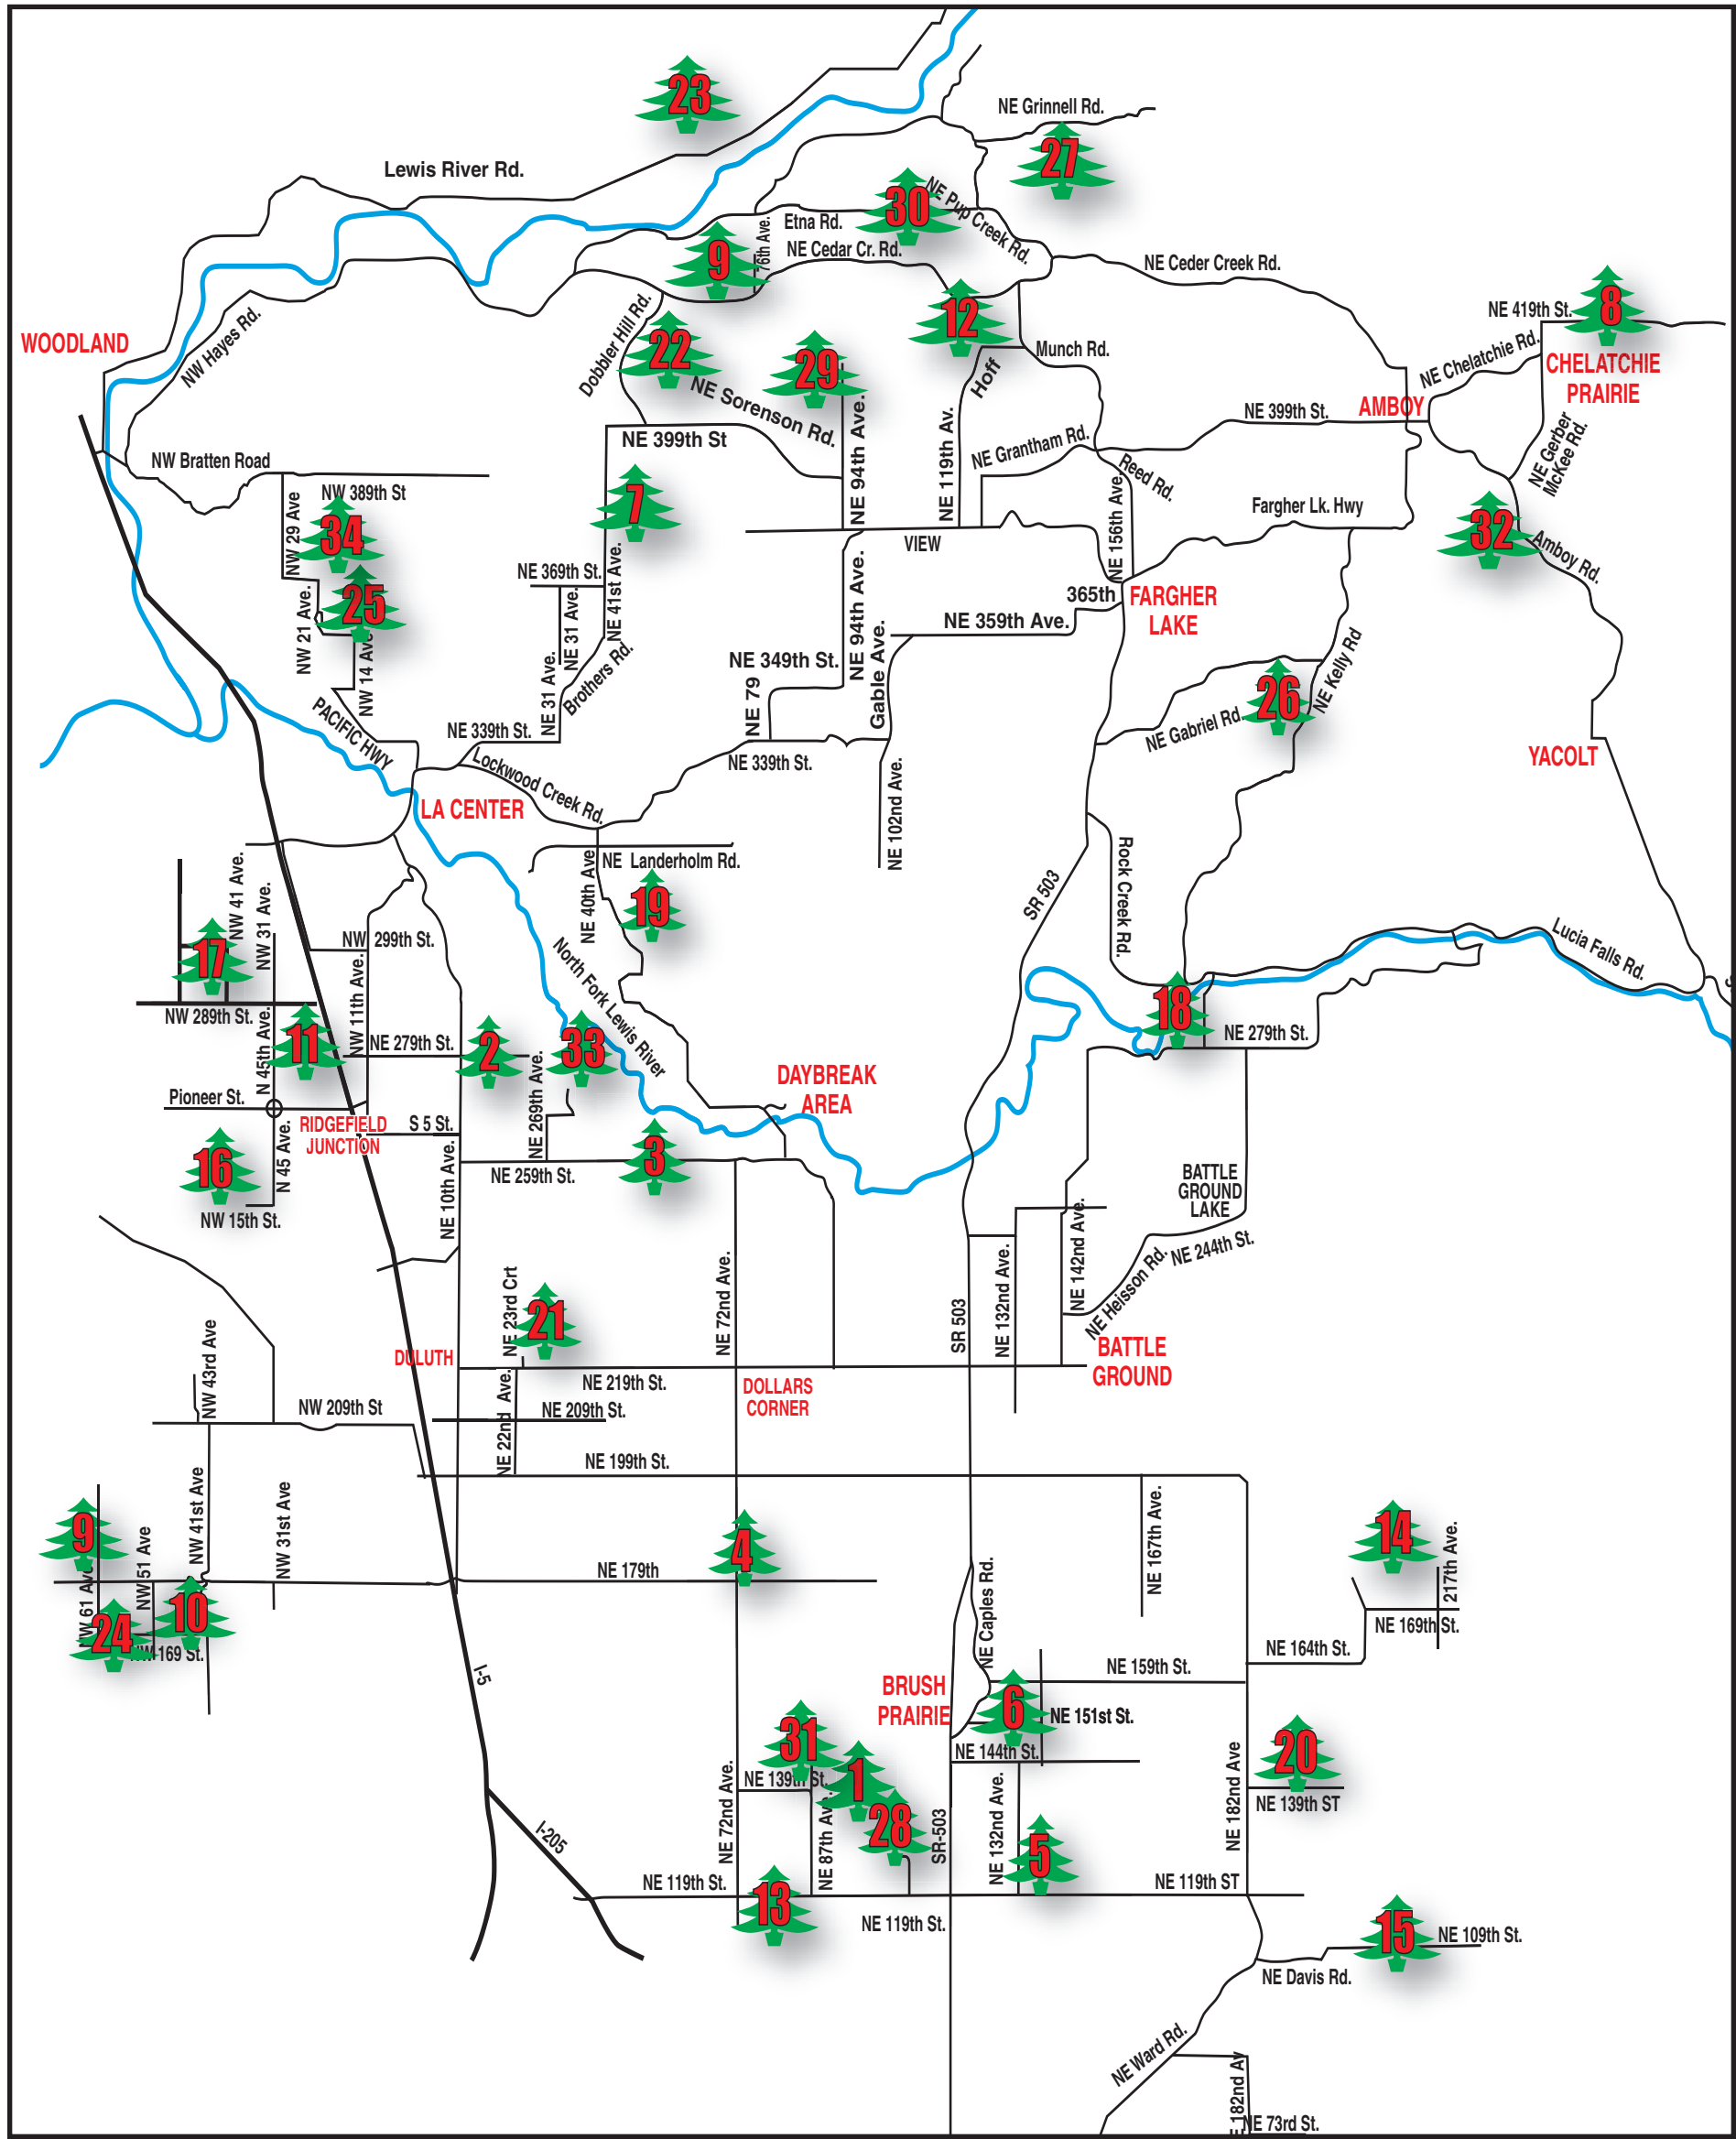 23
NE Grinnell Rd.
27
Lewis River Rd.
30
NE Pup Creek Rd.
Etna Rd.
76th Ave.
9
NE Cedar Cr. Rd.
NE Ceder Creek Rd.
WOODLAND
NW Hayes Rd.
Dobbler Hill Rd.
22
29
12
Hoff
Munch Rd.
NE 419th St.
8
NE Chelatchie Rd.
CHELATCHIE
PRAIRIE
NE Sorenson Rd.
AMBOY
NE 399th St.
NE 399th St
NE 94th Ave.
NE 119th Av.
NE Grantham Rd.
Reed Rd.
NE Gerber
McKee Rd.
NW Bratten Road
NW 389th St
NW 29 Ave
34
7
NE 156th Ave.
Fargher Lk. Hwy
32
VIEW
Amboy Rd.
25
NW 21 Ave.
NW 14 Ave
NE 369th St.
NE 31 Ave.
NE 41st Ave.
NE 94th Ave.
365th
FARGHER
LAKE
NE 359th Ave.
NE 349th St.
Gable Ave.
NE 79
NE 31 Ave.
Brothers Rd.
26
NE Kelly Rd
NE Gabriel Rd.
PACIFIC HWY
NE 339th St.
NE 339th St.
YACOLT
Lockwood Creek Rd.
LA CENTER
NE 102nd Ave.
NE Landerholm Rd.
NE 40th Ave
19
Rock Creek Rd.
SR 503
NW 41 Ave.
NW 31 Ave.
17
NW 299th St.
NW 11th Ave.
North Fork Lewis River
Lucia Falls Rd.
18
NW 289th St.
N 45th Ave.
11
NE 279th St.
2
33
NE 279th St.
NE 269th Ave.
DAYBREAK
AREA
Pioneer St.
RIDGEFIELD
JUNCTION
S 5 St.
16
N 45 Ave.
NE 10th Ave.
3
NE 259th St.
NW 15th St.
BATTLE
GROUND
LAKE
NE 142nd Ave.
NE 244th St.
NE Heisson Rd.
NE 23rd Crt
21
NE 72nd Ave.
SR 503
NE 132nd Ave.
BATTLE
GROUND
DULUTH
NW 43rd Ave
NE 219th St.
DOLLARS
CORNER
NW 209th St
NE 22nd Ave.
NE 209th St.
NE 199th St.
9
NW 61 Ave
NW 51 Ave
NW 41st Ave
NW 31st Ave
10
24
NW 169 St.
4
NE 179th
NE 167th Ave.
14
217th Ave.
NE 169th St.
NE Caples Rd.
NE 164th St.
NE 159th St.
I-5
BRUSH
PRAIRIE
6
NE 151st St.
NE 144th St.
31
NE 139th St.
1
28
NE 72nd Ave.
NE 87th Ave.
SR-503
NE 132nd Ave.
5
NE 182nd Ave
20
NE 139th ST
I-205
NE 119th St.
13
NE 119th St.
NE 119th ST
15
NE 109th St.
NE Davis Rd.
NE Ward Rd.
182nd Av
NE 73rd St.